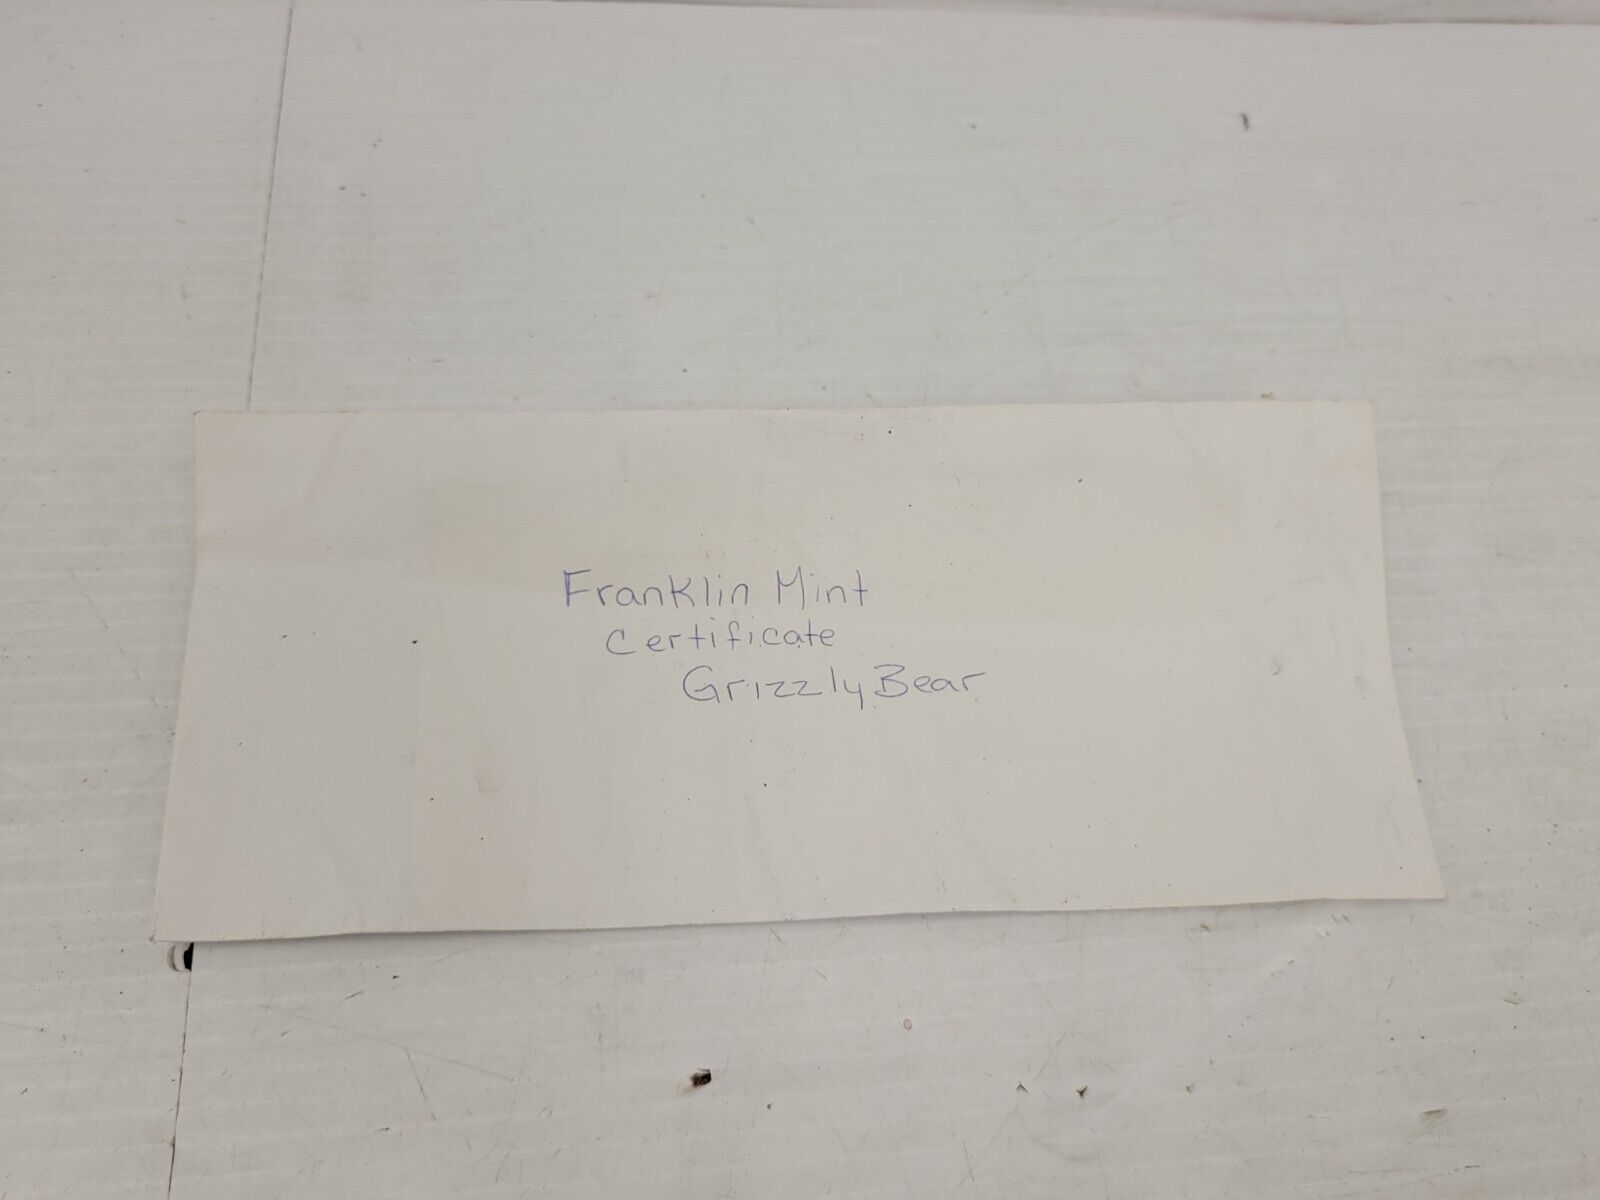 Franklin Mint
Certificate
Grizzly Bear